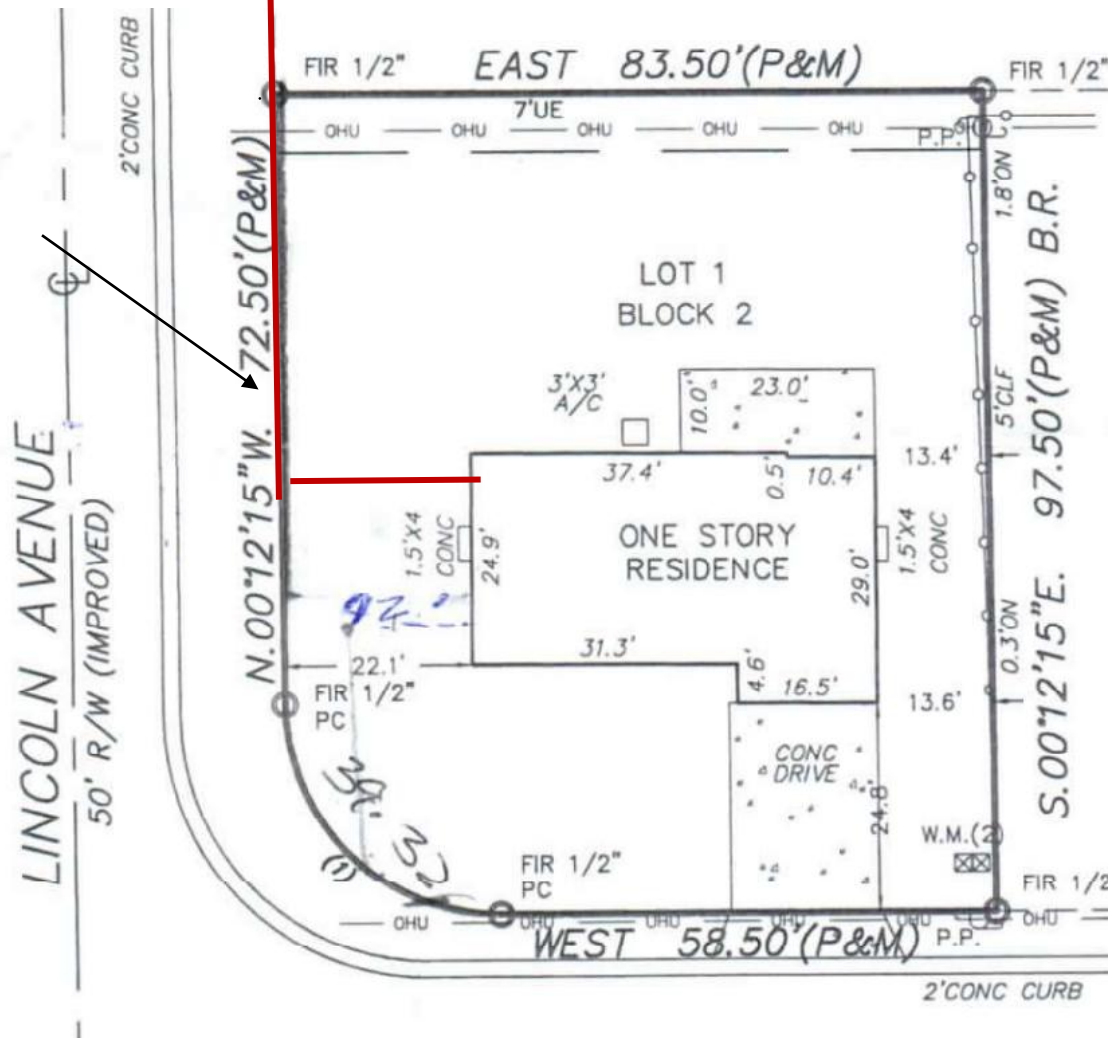 2'CONC CURB
FIR 1/2"
EAST 83.50'(P&M)
FIR 1/2"
7'UE
OHU
OHU
OHU
OHU
OHU
P.P.
1.8'ON
N.00°12'15"W. 72.50'(P&M)
S.00°12'15"E. 97.50'(P&M) B.R.
LOT 1
BLOCK 2
3'X3'
A/C
10.0'
23.0'
5'CLF
37.4'
0.5'
10.4'
13.4'
LINCOLN AVENUE
50' R/W (IMPROVED)
1.5'X4
CONC
24.9'
ONE STORY
RESIDENCE
29.0'
1.5'X4
CONC
0.3'ON
31.3'
22.1'
4.6'
16.5'
13.6'
FIR 1/2"
PC
CONC
DRIVE
24.8'
W.M.(2)
(1)
FIR 1/2"
PC
FIR 1/2
OHU
OHU
OHU
OHU
OHU
OHU
WEST 58.50'(P&M)
P.P.
2'CONC CURB